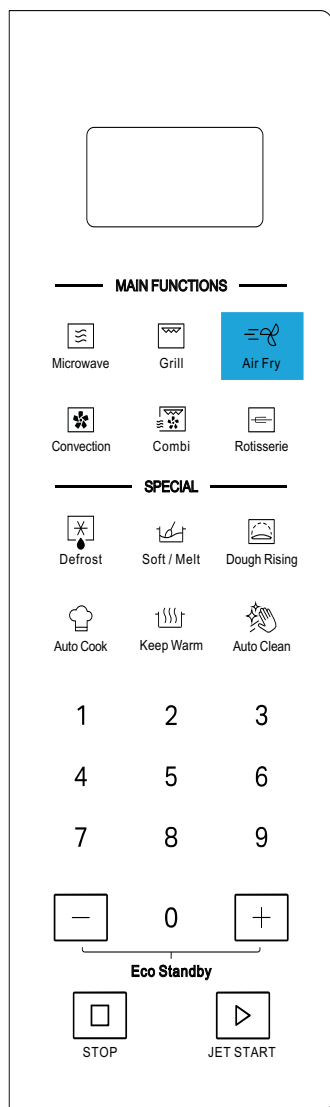 MAIN FUNCTIONS
Microwave Grill Air Fry
Convection Combi Rotisserie
SPECIAL
Defrost Soft / Melt Dough Rising
Auto Cook Keep Warm Auto Clean
1 2 3
4 5 6
7 8 9
− 0 +
Eco Standby
STOP JET START